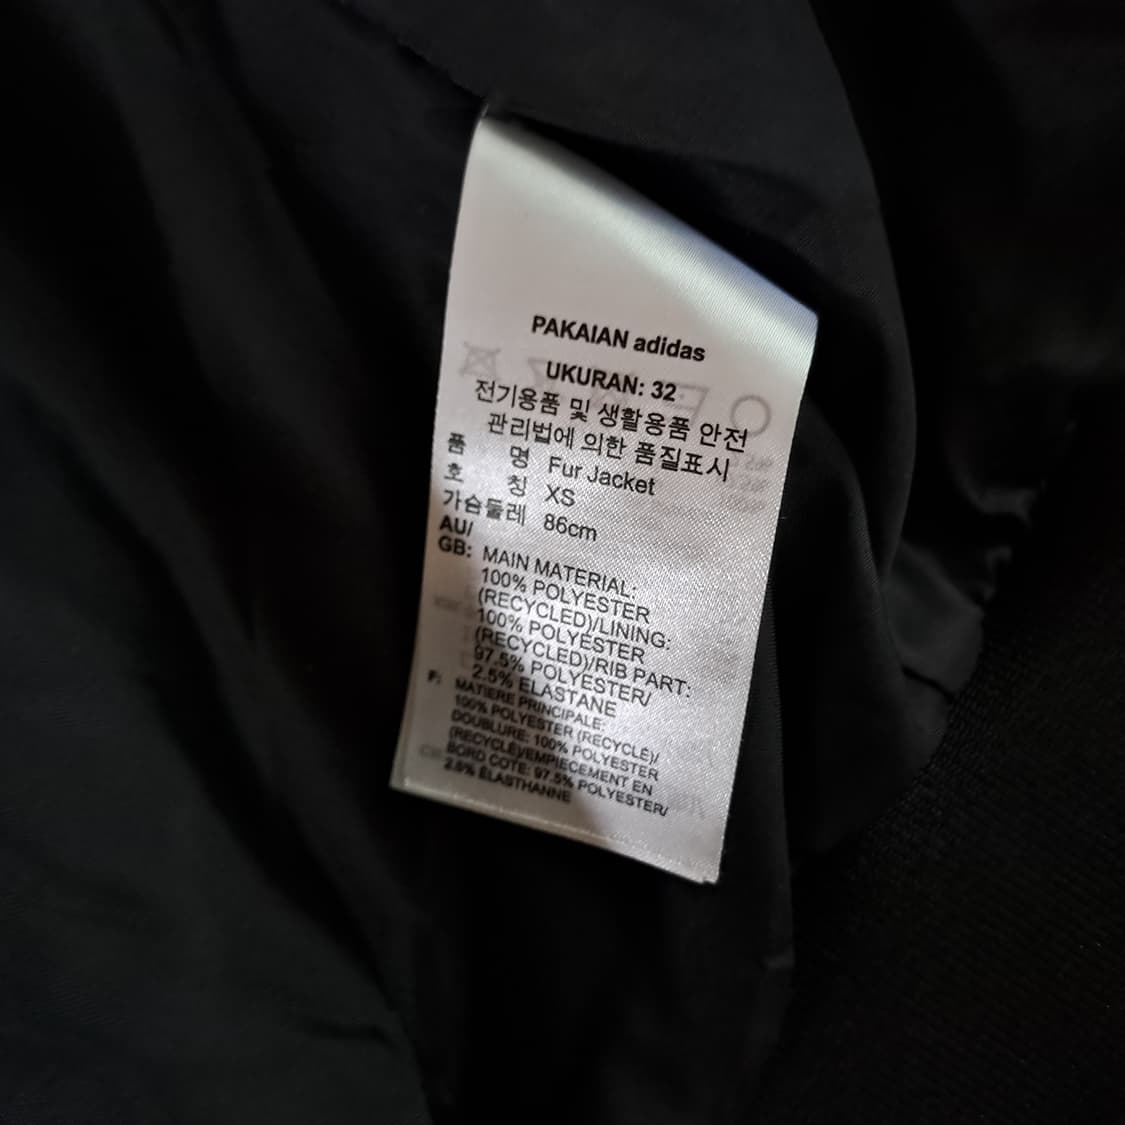 PAKAIAN adidas
UKURAN: 32
전기용품 및 생활용품 안전
관리법에 의한 품질표시
품 명 Fur Jacket
호 칭 XS
가슴둘레 86cm
AU/
GB: MAIN MATERIAL:
100% POLYESTER
(RECYCLED)/LINING:
100% POLYESTER
(RECYCLED)/RIB PART:
97.5% POLYESTER/
2.5% ELASTANE
F: MATIERE PRINCIPALE:
100% POLYESTER (RECYCLÉ)/
DOUBLURE: 100% POLYESTER
(RECYCLÉ)/EMPIECEMENT EN
BORD COTE: 97.5% POLYESTER/
2.5% ÉLASTHANNE